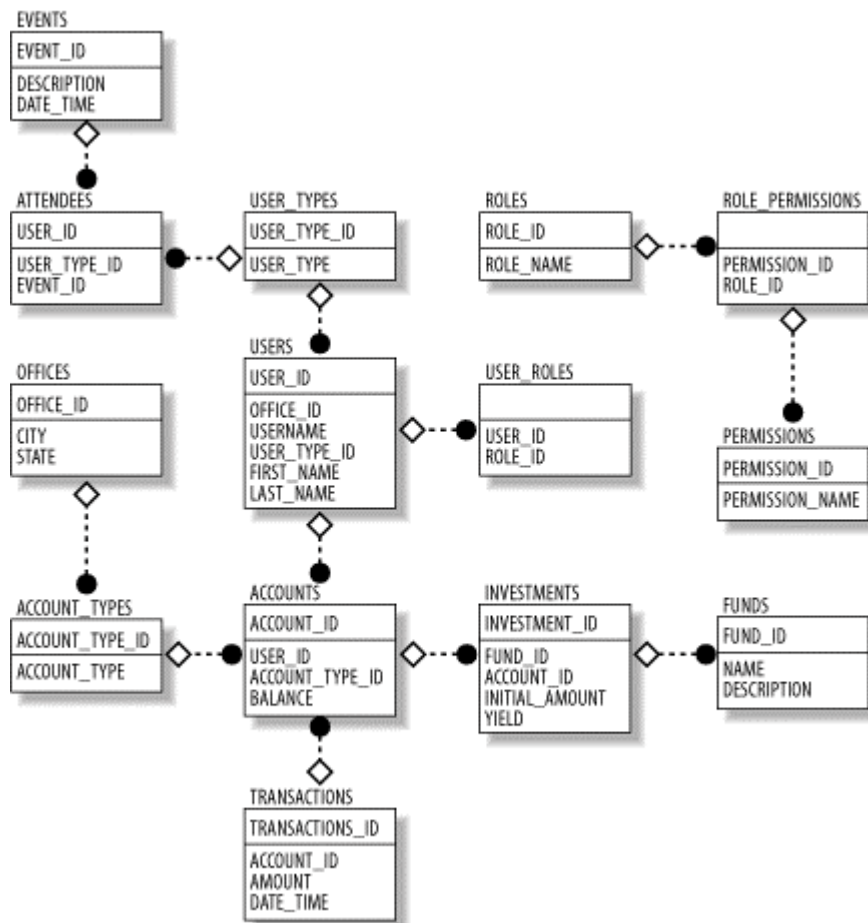 EVENTS
EVENT_ID
DESCRIPTION
DATE_TIME
ATTENDEES
USER_ID
USER_TYPE_ID
EVENT_ID
USER_TYPES
USER_TYPE_ID
USER_TYPE
ROLES
ROLE_ID
ROLE_NAME
ROLE_PERMISSIONS
PERMISSION_ID
ROLE_ID
OFFICES
OFFICE_ID
CITY
STATE
USERS
USER_ID
OFFICE_ID
USERNAME
USER_TYPE_ID
FIRST_NAME
LAST_NAME
USER_ROLES
USER_ID
ROLE_ID
PERMISSIONS
PERMISSION_ID
PERMISSION_NAME
ACCOUNT_TYPES
ACCOUNT_TYPE_ID
ACCOUNT_TYPE
ACCOUNTS
ACCOUNT_ID
USER_ID
ACCOUNT_TYPE_ID
BALANCE
INVESTMENTS
INVESTMENT_ID
FUND_ID
ACCOUNT_ID
INITIAL_AMOUNT
YIELD
FUNDS
FUND_ID
NAME
DESCRIPTION
TRANSACTIONS
TRANSACTIONS_ID
ACCOUNT_ID
AMOUNT
DATE_TIME